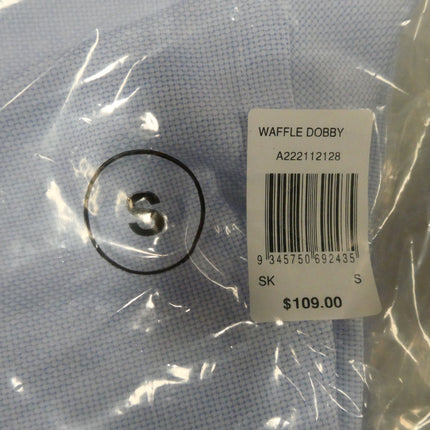 S
WAFFLE DOBBY
A222112128
9 345750 692435
SK S
$109.00